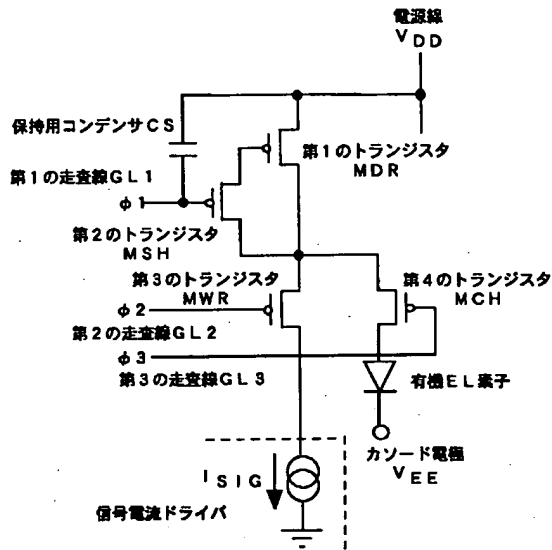 電源線
VDD
保持用コンデンサCS
第1のトランジスタ
MDR
第1の走査線GL1
φ1
第2のトランジスタ
MSH
第3のトランジスタ
MWR
第4のトランジスタ
MCH
φ2
第2の走査線GL2
φ3
第3の走査線GL3
有機EL素子
カソード電極
VEE
ISIG
信号電流ドライバ